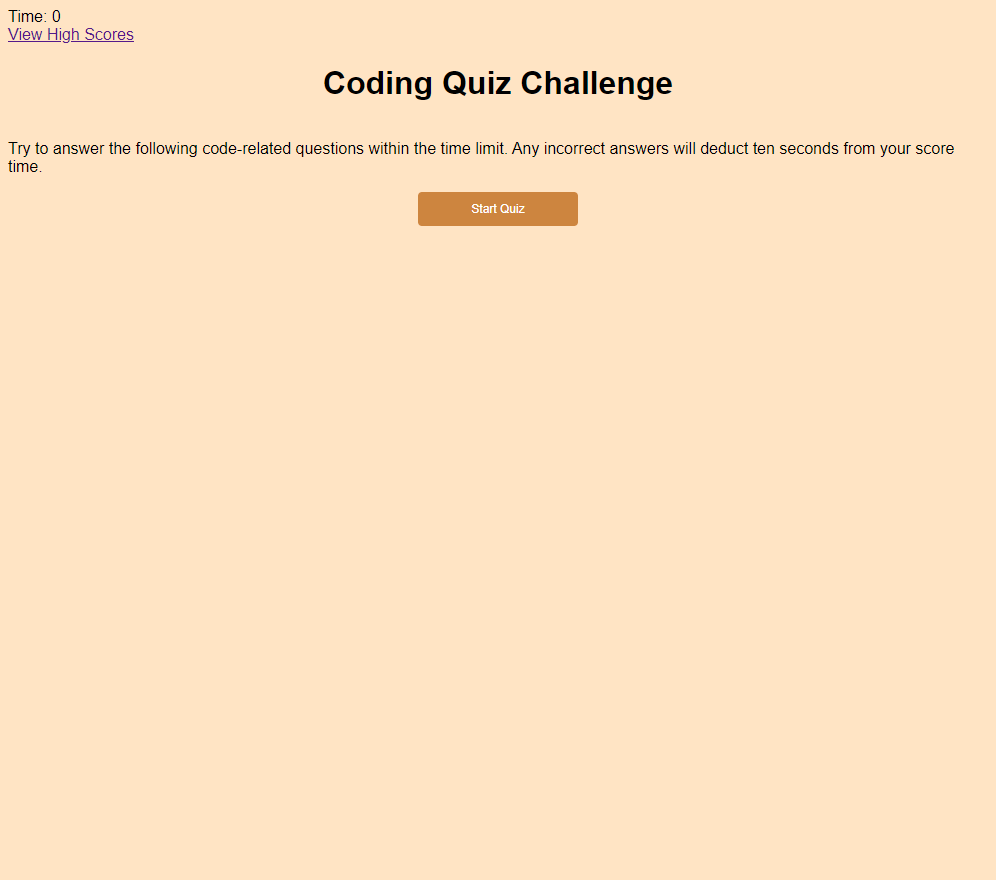 Time: 0
View High Scores
Coding Quiz Challenge
Try to answer the following code-related questions within the time limit. Any incorrect answers will deduct ten seconds from your score
time.
Start Quiz